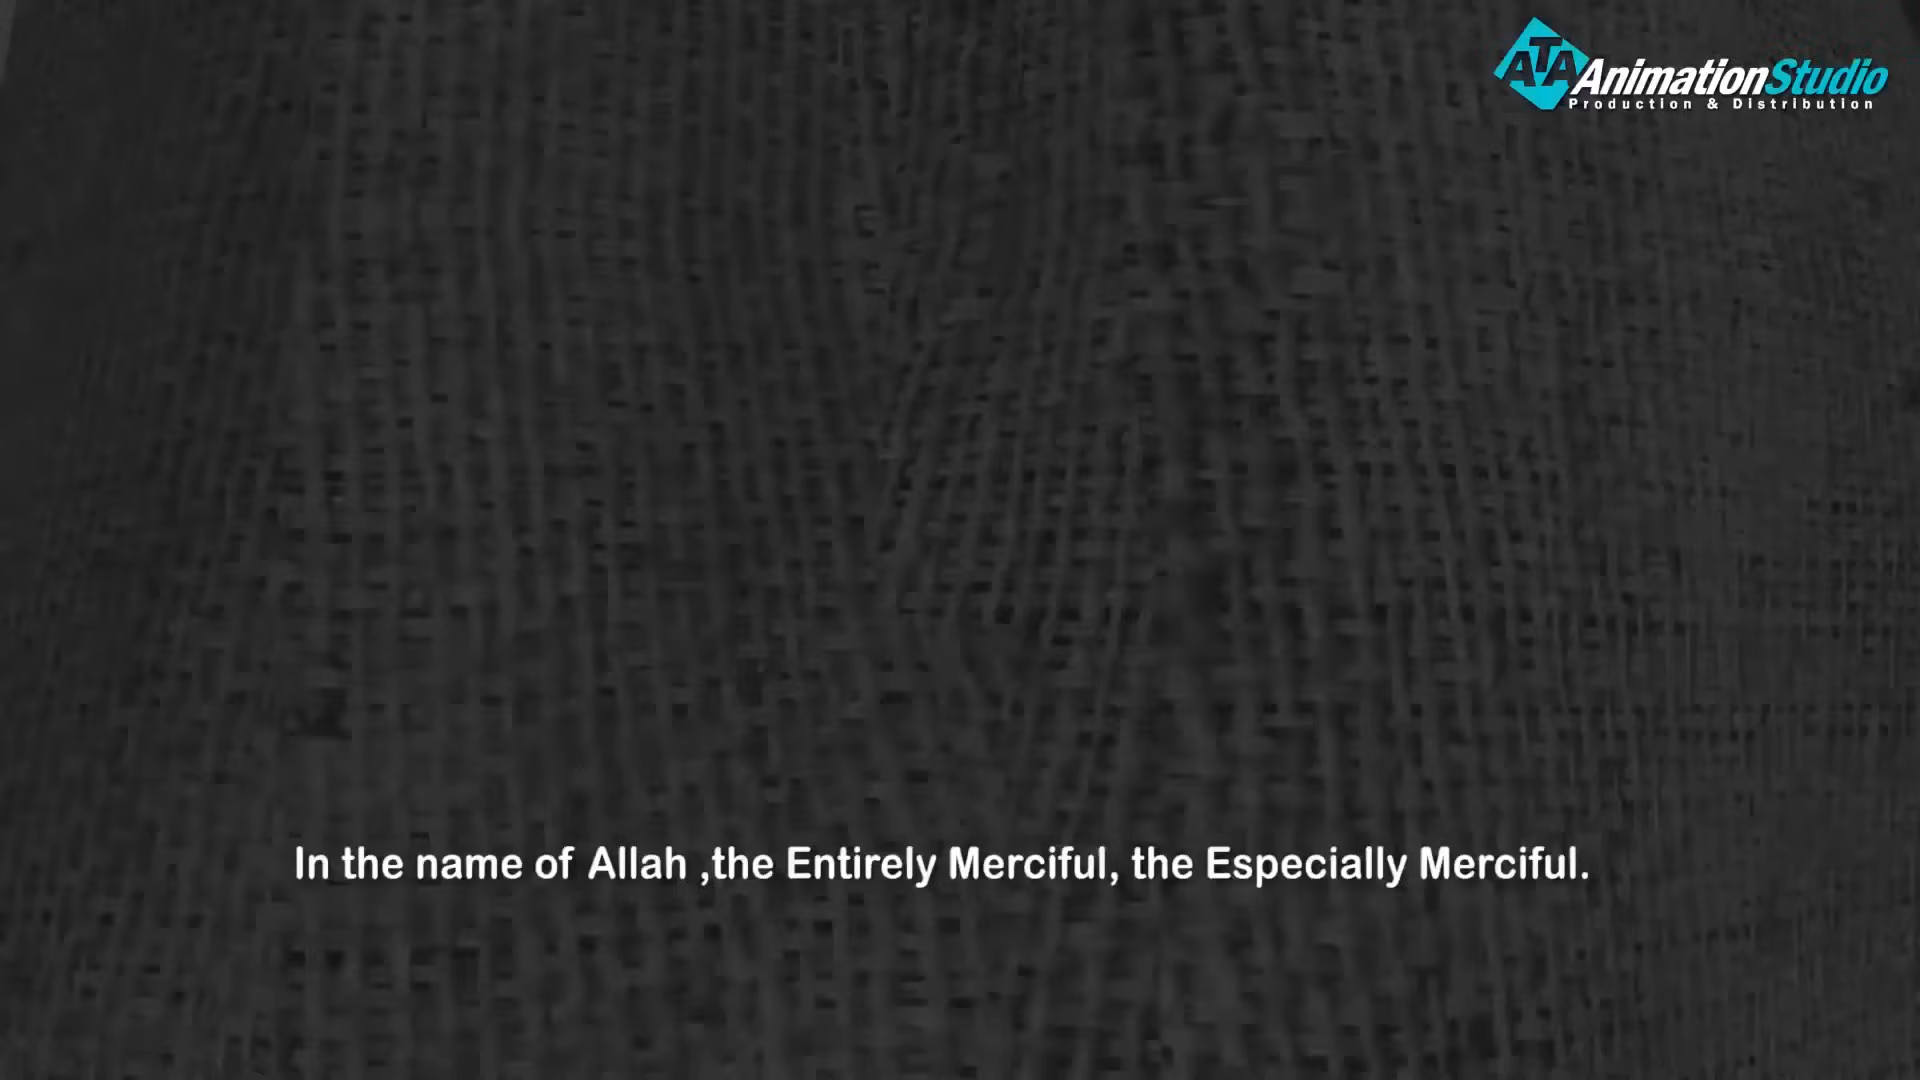 ATA AnimationStudio
Production & Distribution
In the name of Allah ,the Entirely Merciful, the Especially Merciful.